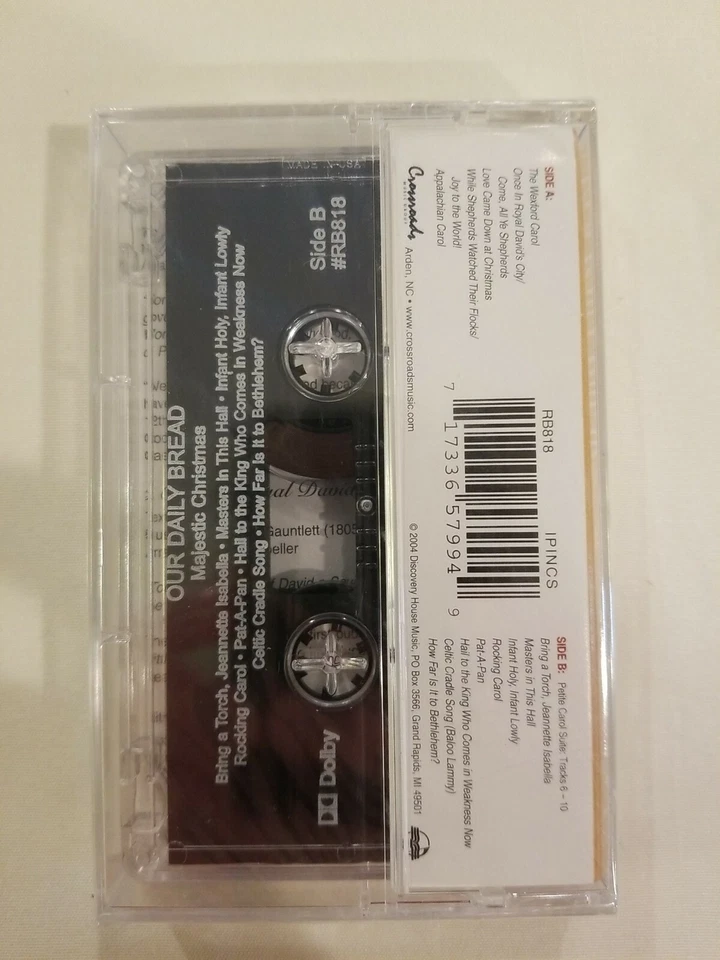 SIDE A:
The Wexford Carol
Once In Royal David's City/
Come, All Ye Shepherds
Love Came Down at Christmas
While Shepherds Watched Their Flocks/
Joy to the World!
Appalachian Carol
Crossroads
Arden, NC • www.crossroadsmusic.com
RB818
IPINCS
7 17336 57994 9
SIDE B: Petite Carol Suite: Tracks 6 - 10
Bring a Torch, Jeannette Isabella
Masters in This Hall
Infant Holy, Infant Lowly
Rocking Carol
Pat-A-Pan
Hail to the King Who Comes in Weakness Now
Celtic Cradle Song (Baloo Lammy)
How Far Is It to Bethlehem?
© 2004 Discovery House Music, PO Box 3566, Grand Rapids, MI 49501
MADE IN USA
Side B
#RB818
OUR DAILY BREAD
Majestic Christmas
Bring a Torch, Jeannette Isabella • Masters In This Hall • Infant Holy, Infant Lowly
Rocking Carol • Pat-A-Pan • Hail to the King Who Comes In Weakness Now
Celtic Cradle Song • How Far Is It to Bethlehem?
Dolby
Gauntlett (1805